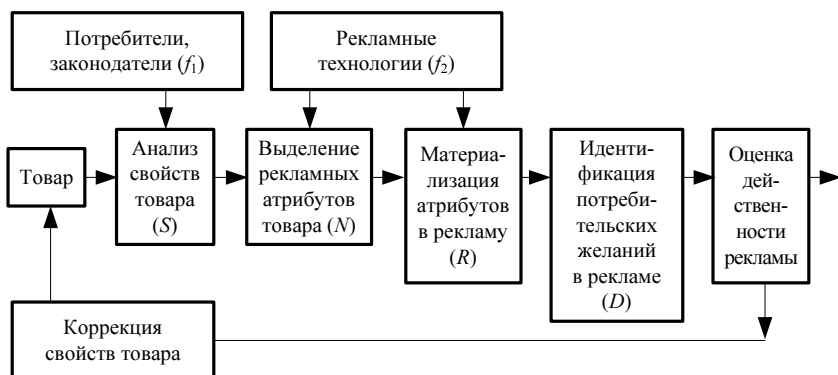 Потребители,
законодатели (f1)
Рекламные
технологии (f2)
Товар
Анализ
свойств
товара
(S)
Выделение
рекламных
атрибутов
товара (N)
Материа-
лизация
атрибутов
в рекламу
(R)
Иденти-
фикация
потреби-
тельских
желаний
в рекламе
(D)
Оценка
дей-
ствен-
ности
рекламы
Коррекция
свойств товара